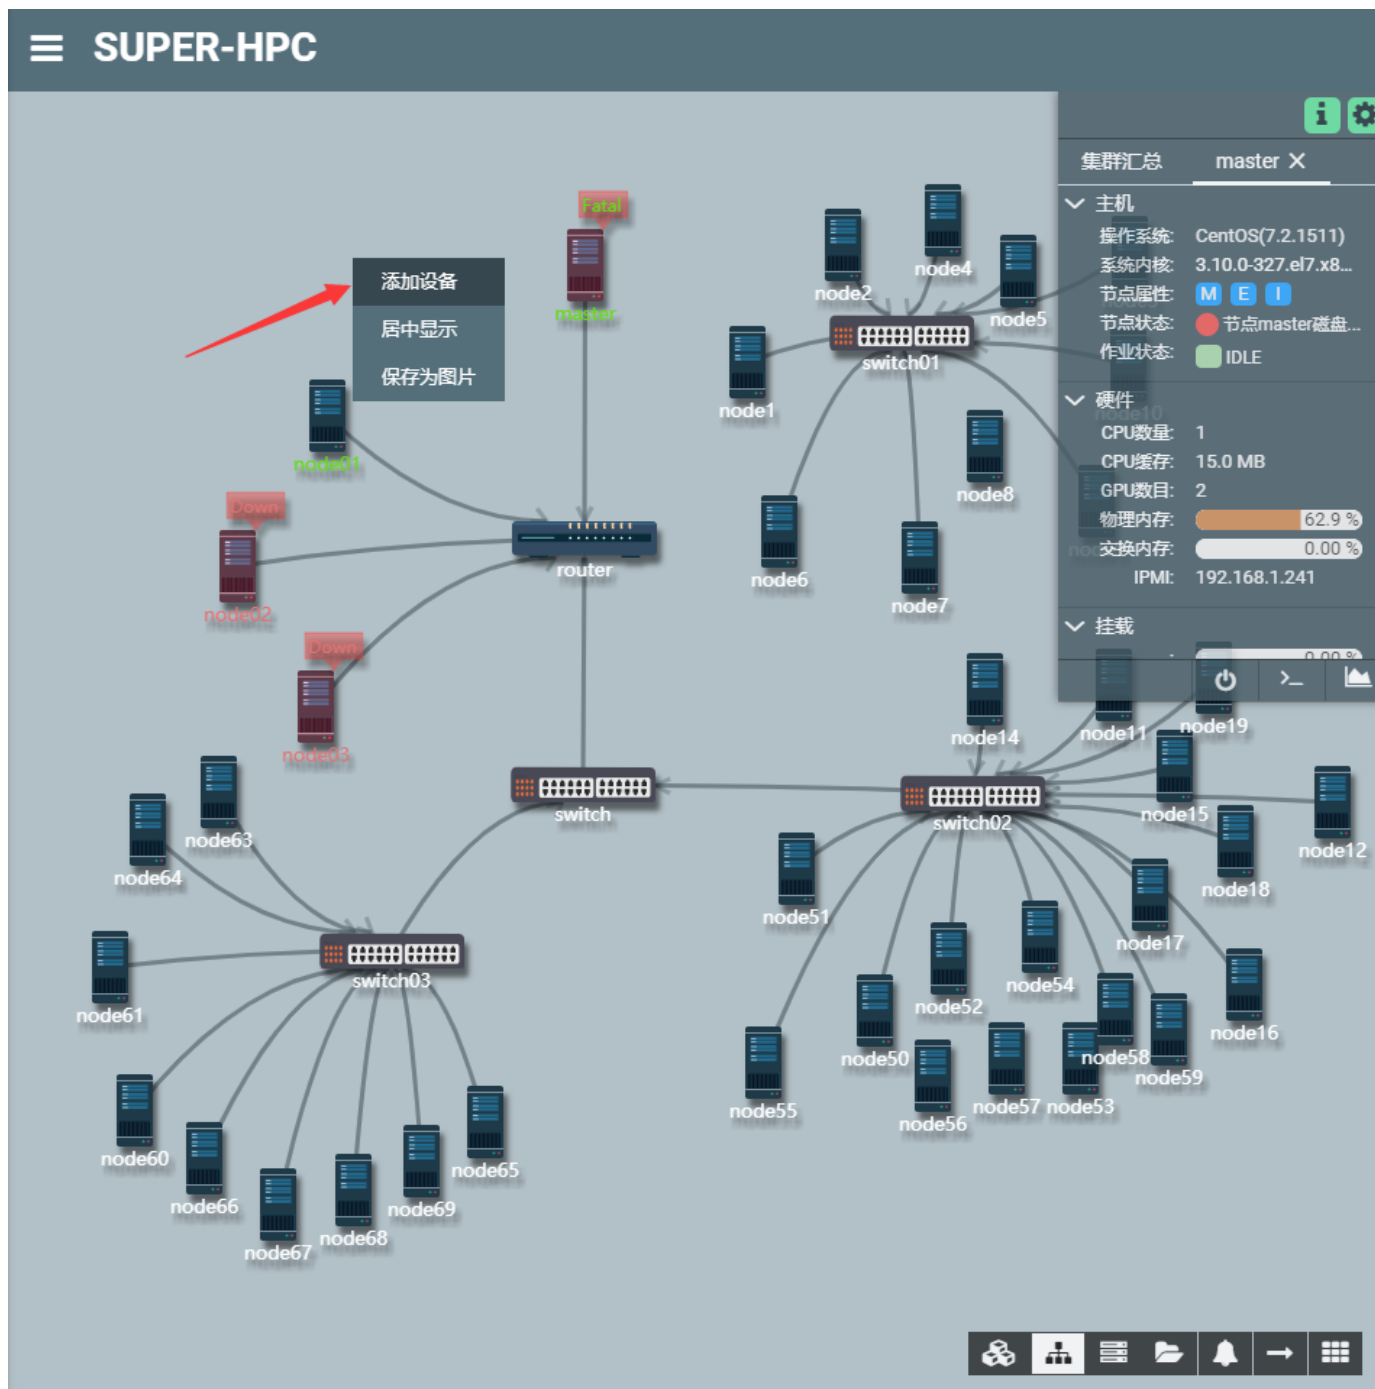 SUPER-HPC
集群汇总
master
主机
操作系统: CentOS(7.2.1511)
系统内核: 3.10.0-327.el7.x8...
节点属性: M E I
节点状态: 节点master磁盘...
作业状态: IDLE
硬件
CPU数量: 1
CPU缓存: 15.0 MB
GPU数目: 2
物理内存: 62.9 %
交换内存: 0.00 %
IPMI: 192.168.1.241
挂载
0.00 %
Fatal
master
添加设备
居中显示
保存为图片
node01
Down
node02
Down
node03
router
switch
node2
node4
node5
switch01
node1
node10
node8
node6
node7
node14
node11
node19
switch02
node15
node12
node18
node51
node17
node54
node52
node16
node50
node58
node59
node55
node57
node53
node56
node63
node64
switch03
node61
node60
node65
node66
node69
node68
node67